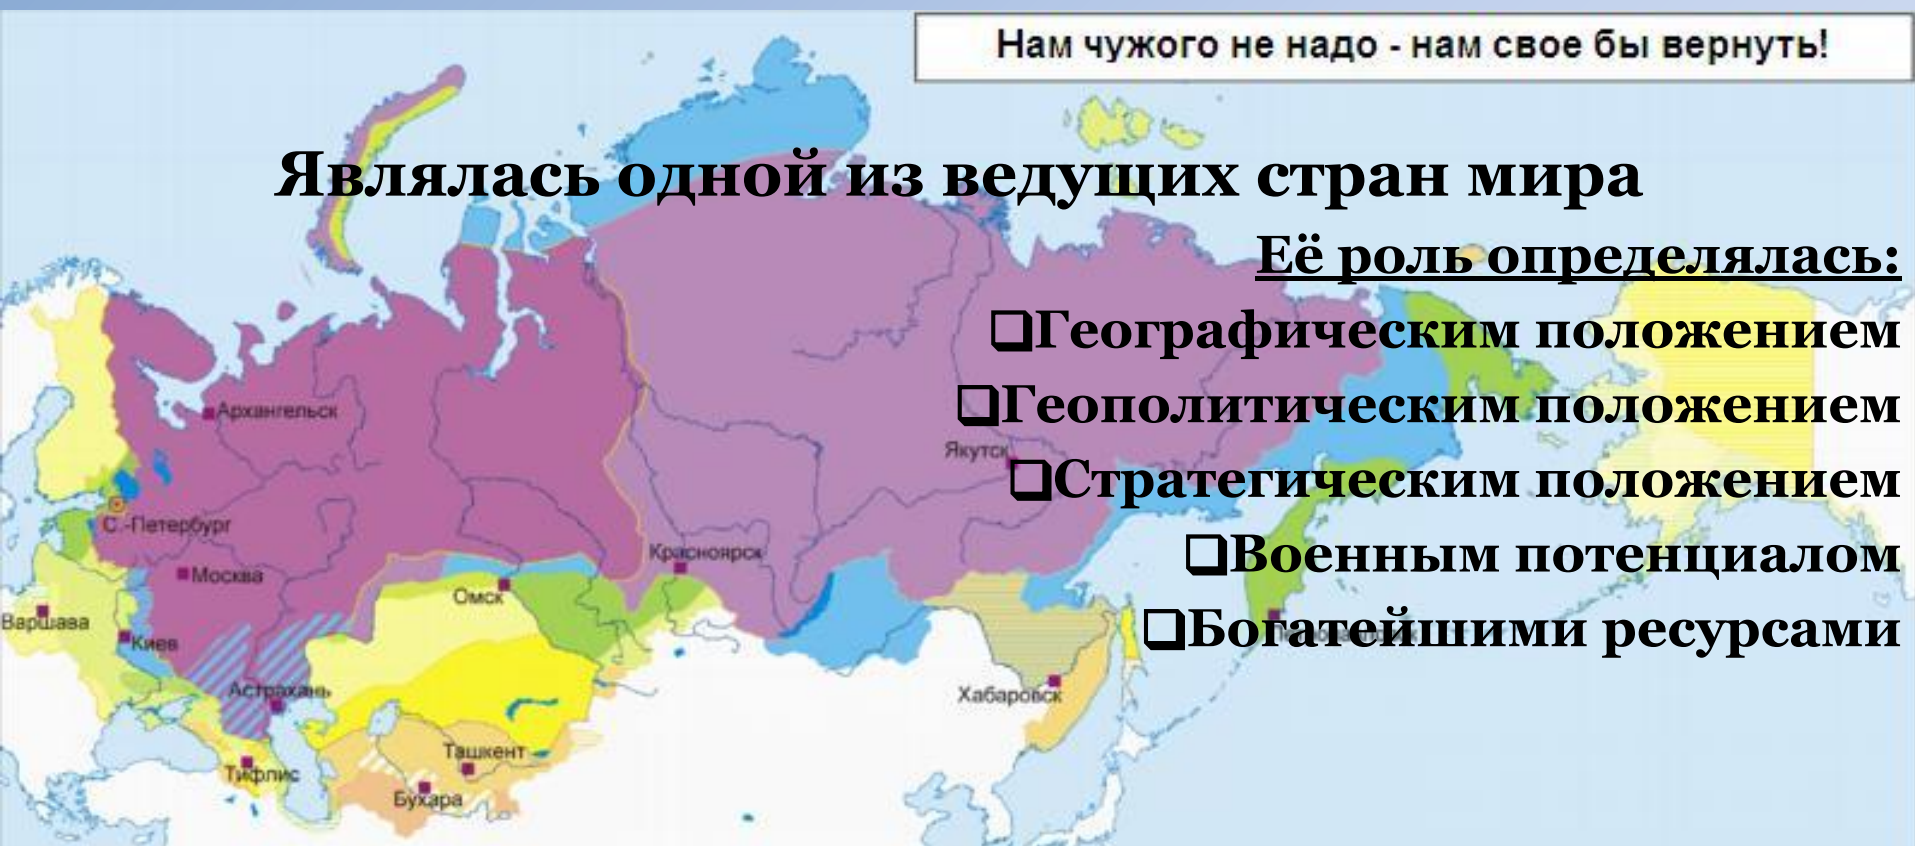 Нам чужого не надо - нам свое бы вернуть!
Являлась одной из ведущих стран мира
Её роль определялась:
❑Географическим положением
❑Геополитическим положением
❑Стратегическим положением
❑Военным потенциалом
❑Богатейшими ресурсами
Архангельск
Якутск
С.-Петербург
Красноярск
Москва
Омск
Варшава
Киев
Астрахань
Хабаровск
Ташкент
Тифлис
Бухара